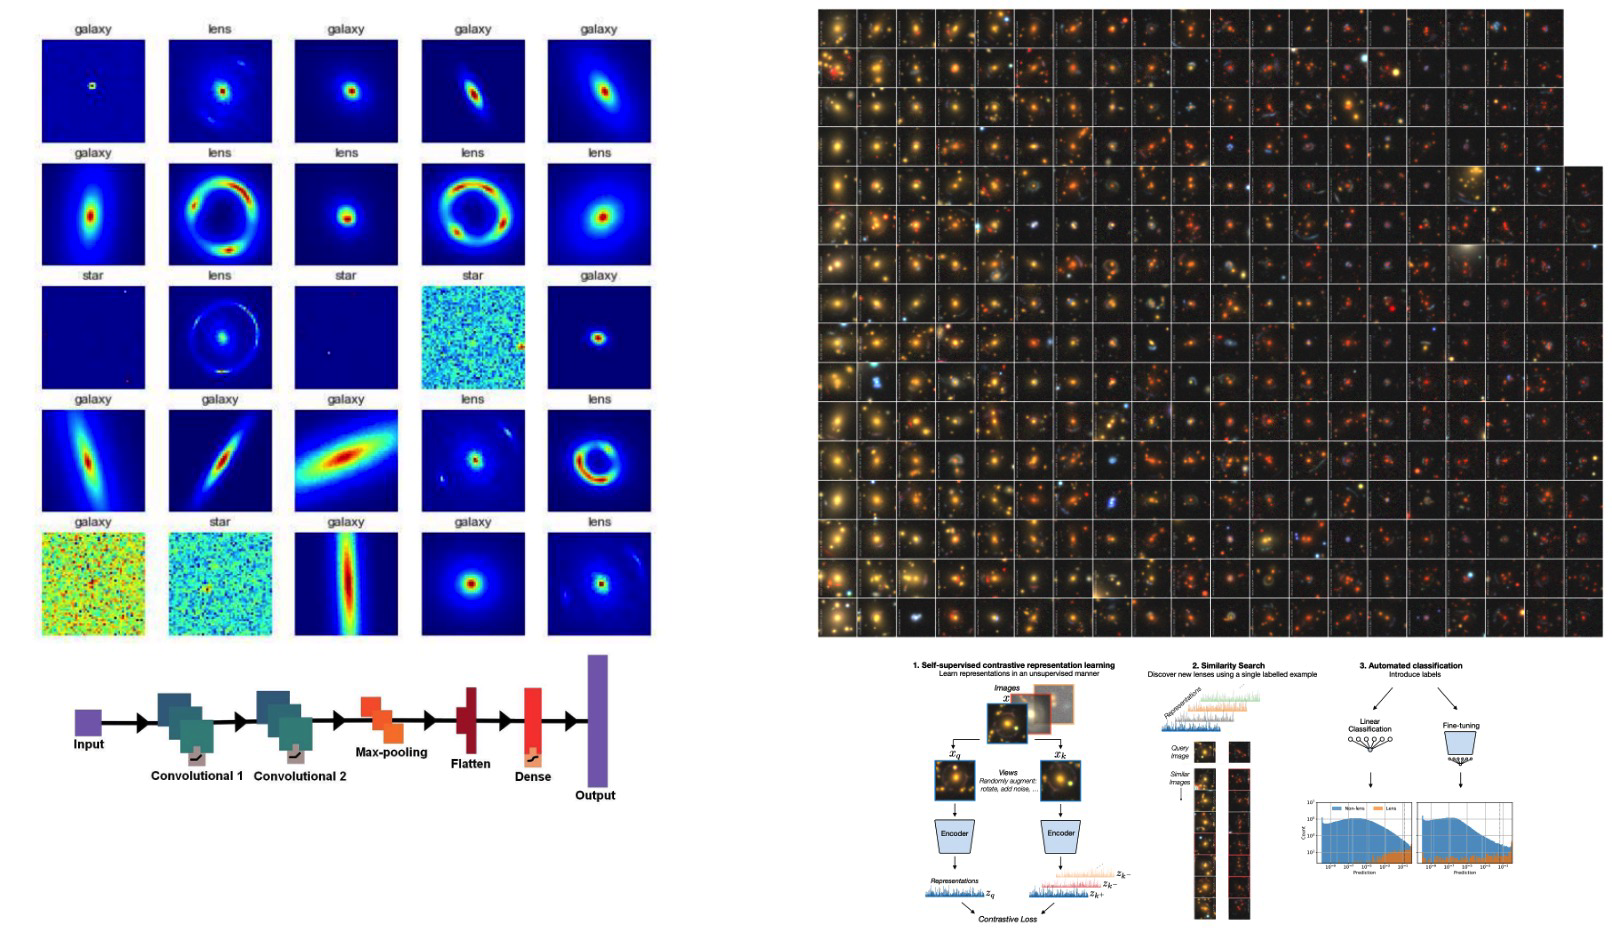 galaxy lens galaxy galaxy galaxy
galaxy lens lens lens lens
star lens star star galaxy
galaxy galaxy galaxy lens lens
galaxy star galaxy galaxy lens
Input
Convolutional 1
Convolutional 2
Max-pooling
Flatten
Dense
Output
1. Self-supervised contrastive representation learning
Learn representations in an unsupervised manner
Images
x
x_q
x_k
Views
Randomly augment:
rotate, add noise, ...
Encoder
Encoder
Representations
z_q
z_k-
z_k-
z_k+
Contrastive Loss
2. Similarity Search
Discover new lenses using a single labelled example
Representations
Query
Image
Similar
Images
3. Automated classification
Introduce labels
Linear
Classification
Fine-tuning
Non-lens
Lens
Count
Prediction
Prediction